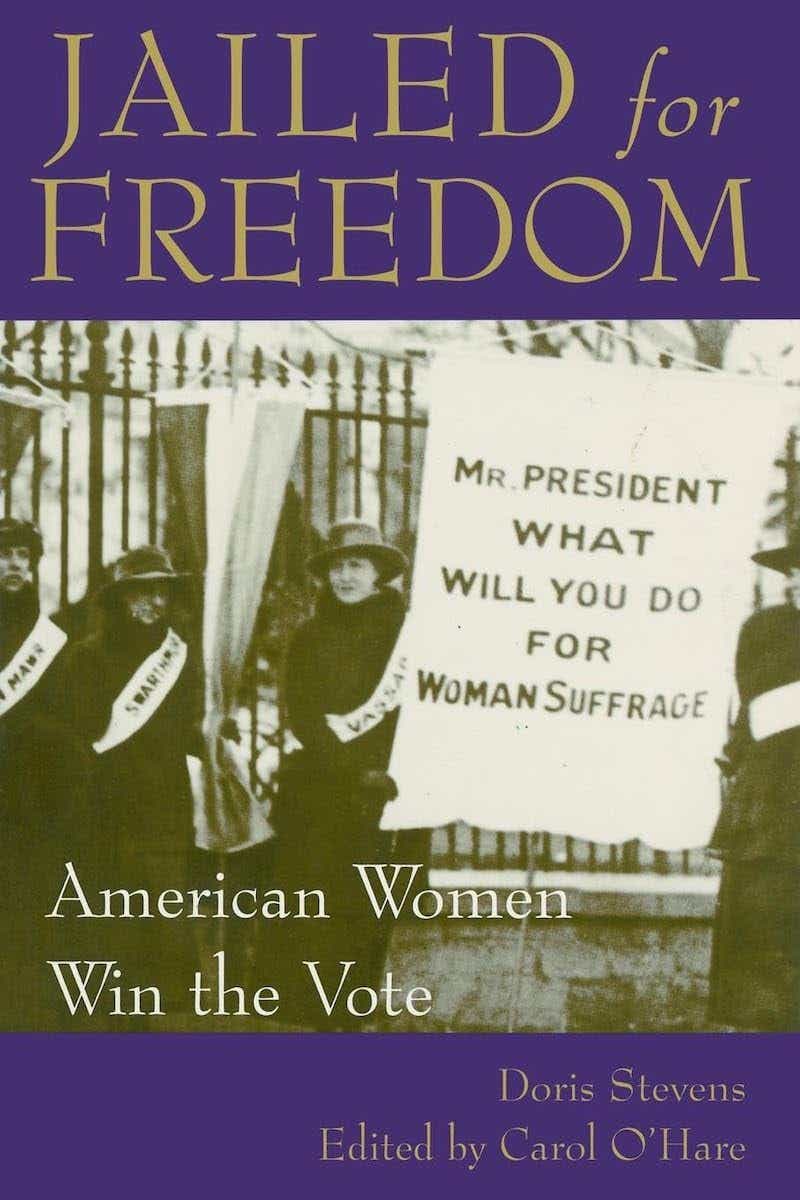 JAILED for
FREEDOM
MR. PRESIDENT
WHAT
WILL YOU DO
FOR
WOMAN SUFFRAGE
VASSAR
American Women
Win the Vote
Doris Stevens
Edited by Carol O'Hare